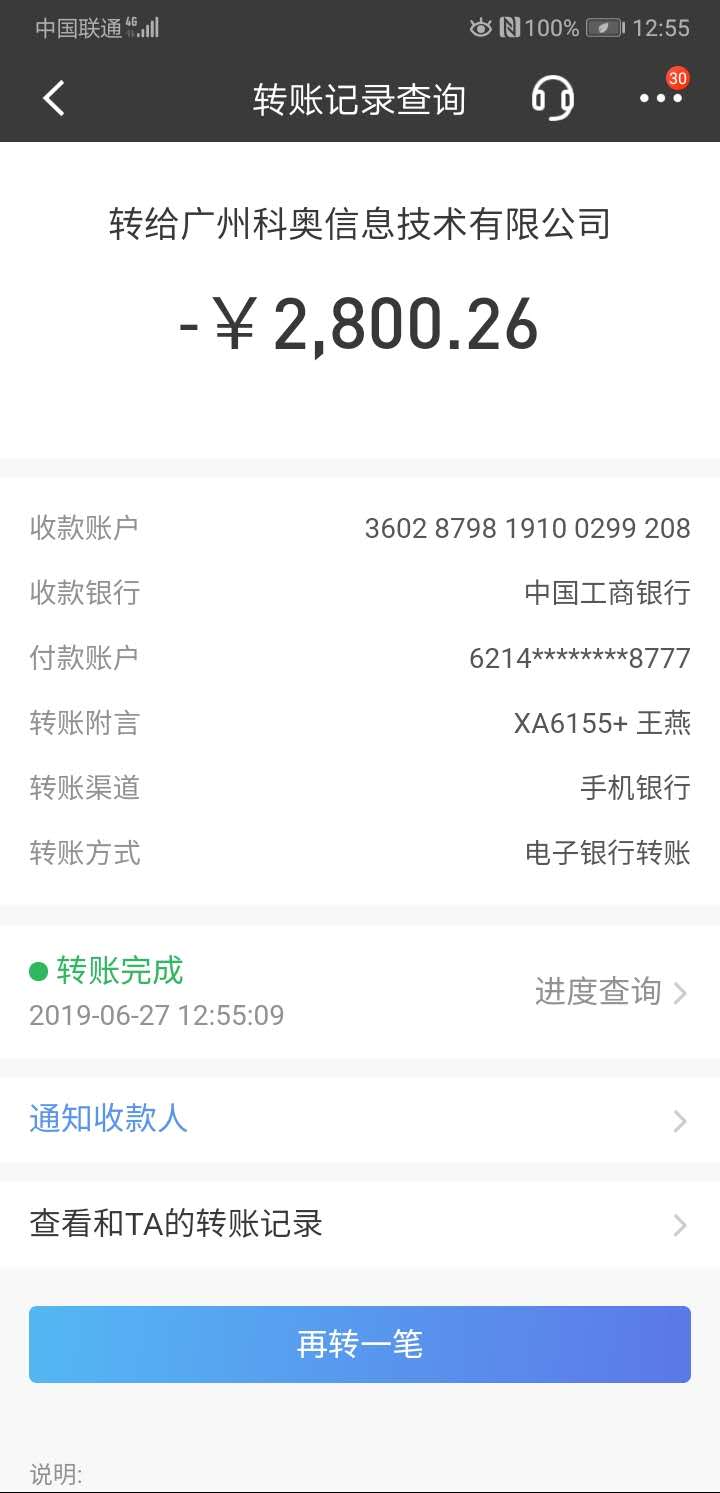 中国联通 4G 100% 12:55
转账记录查询 30
转给广州科奥信息技术有限公司
-￥2,800.26
收款账户 3602 8798 1910 0299 208
收款银行 中国工商银行
付款账户 6214********8777
转账附言 XA6155+ 王燕
转账渠道 手机银行
转账方式 电子银行转账
转账完成
2019-06-27 12:55:09
进度查询
通知收款人
查看和TA的转账记录
再转一笔
说明: